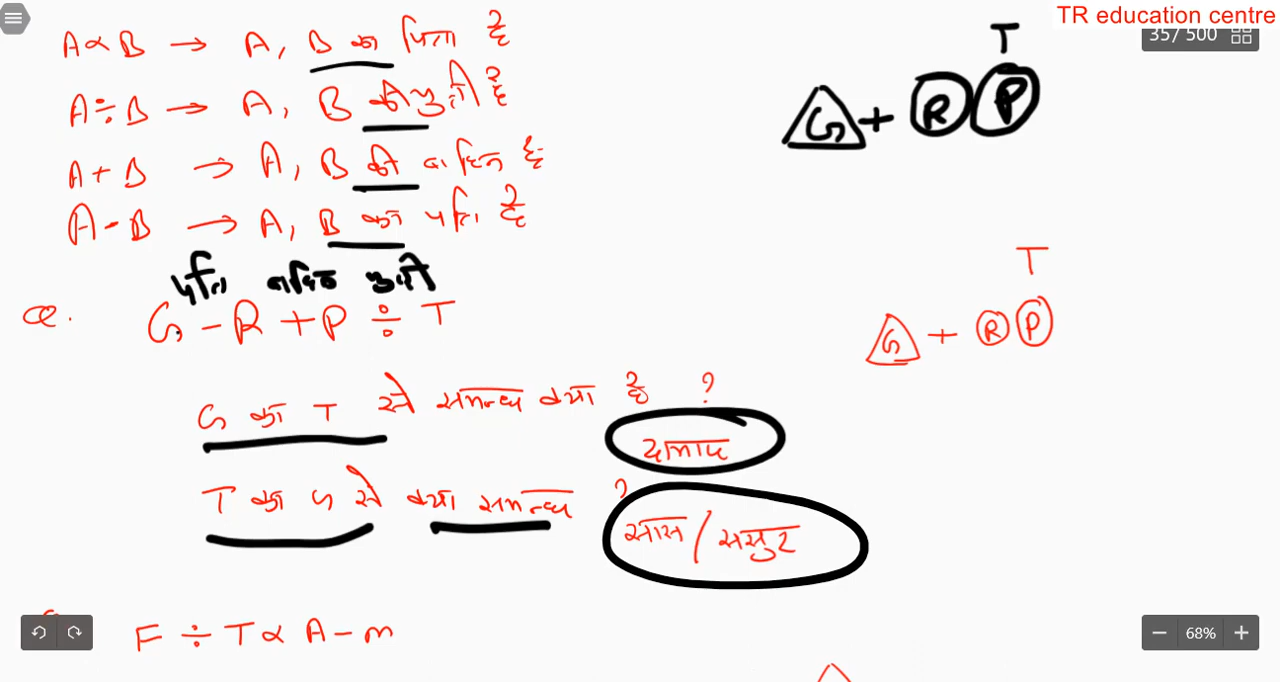 TR education centre
35/500
A∝B → A, B का पिता है
A÷B → A, B की पुत्री है
A+B → A, B की बहिन है
A-B → A, B का पति है
पति बहिन पुत्री
Q. G-R+P÷T
G का T से सम्बन्ध क्या है ?
दामाद
T का G से क्या सम्बन्ध ?
सास/ससुर
F÷T∝A-m
T
G + R P
T
G + R P
68%